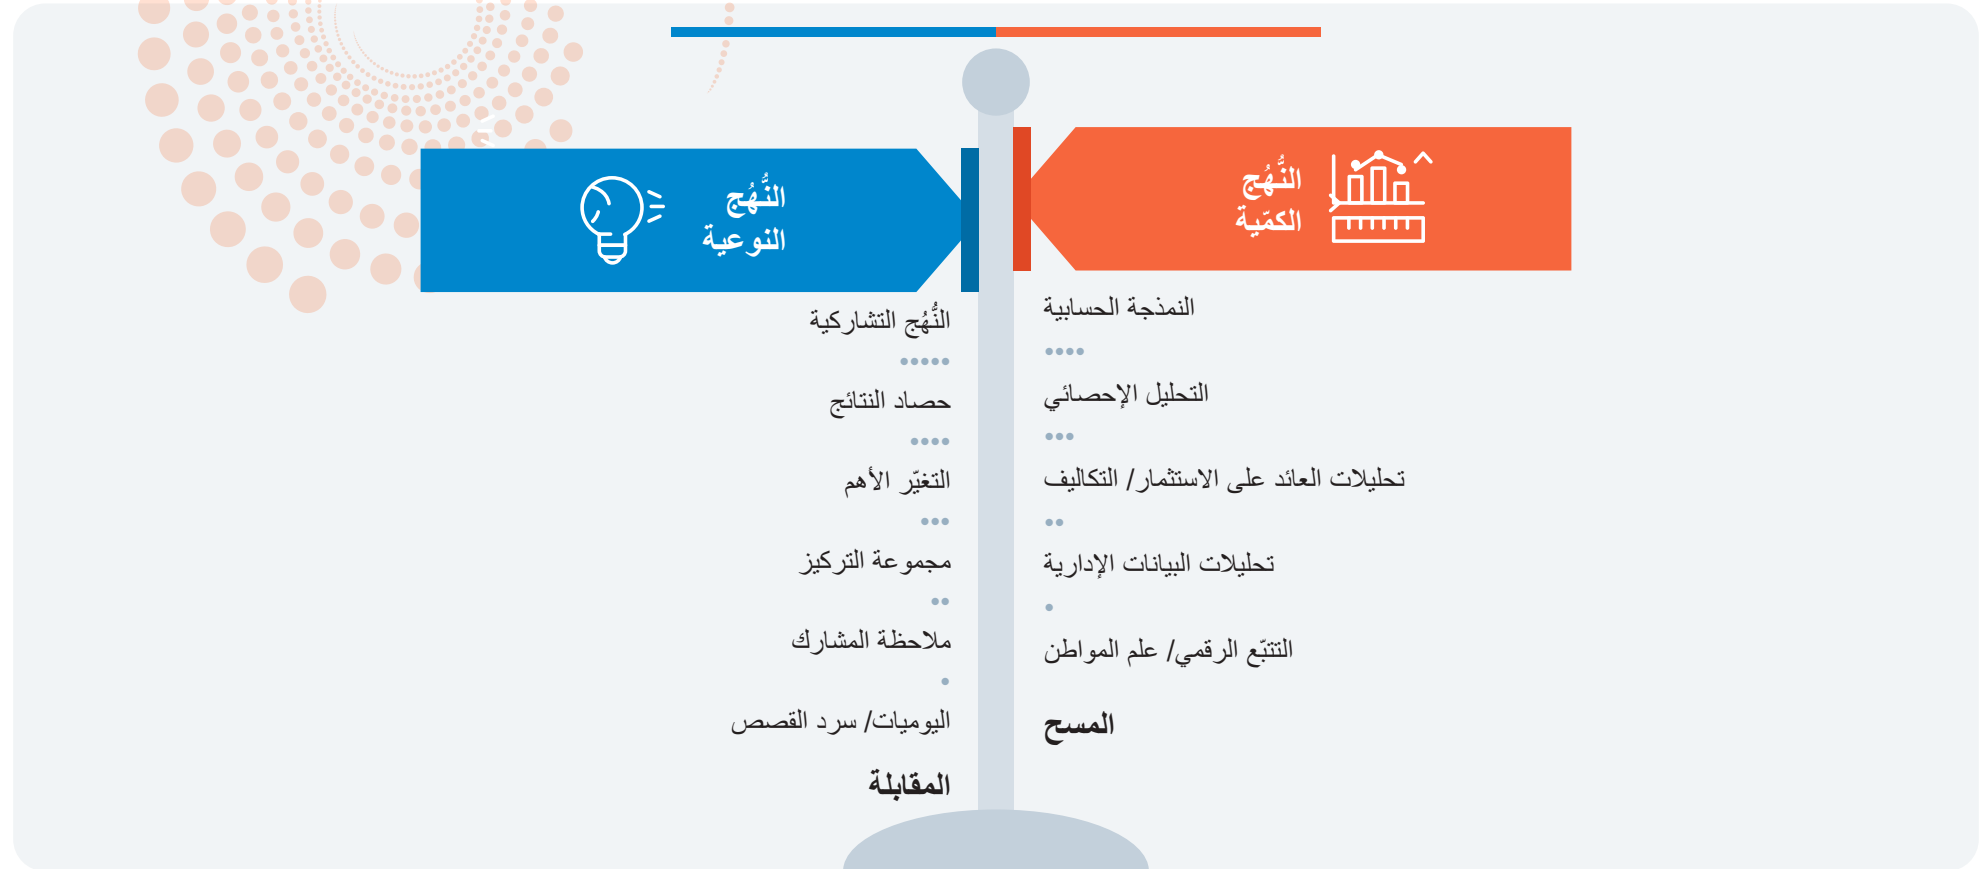 النُّهُج
الكمّية
النمذجة الحسابية
التحليل الإحصائي
تحليلات العائد على الاستثمار/ التكاليف
تحليلات البيانات الإدارية
التتبّع الرقمي/ علم المواطن
المسح
النُّهُج
النوعية
النُّهُج التشاركية
حصاد النتائج
التغيّر الأهم
مجموعة التركيز
ملاحظة المشارك
اليوميات/ سرد القصص
المقابلة